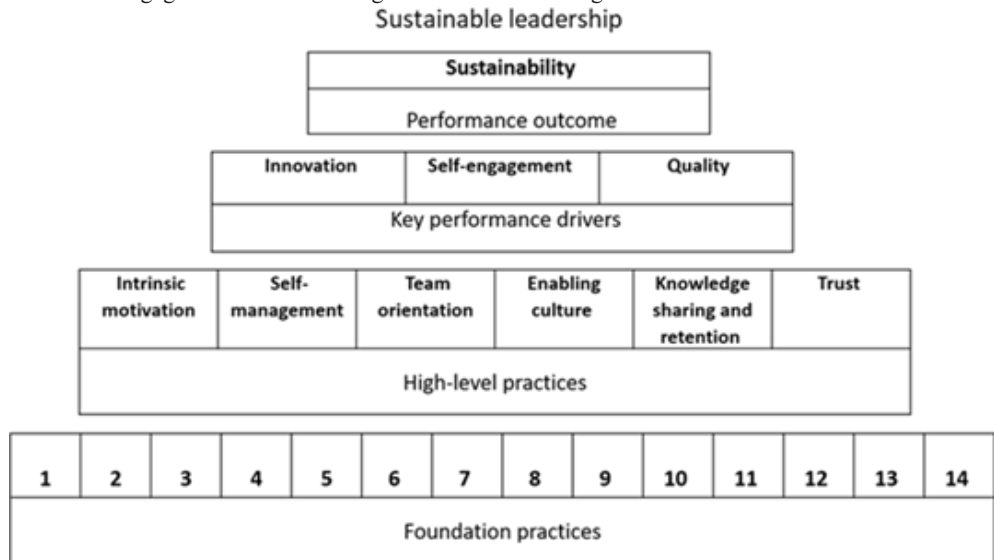 Sustainable leadership
Sustainability
Performance outcome
Innovation Self-engagement Quality
Key performance drivers
Intrinsic Self- Team Enabling Knowledge Trust
motivation management orientation culture sharing and
retention
High-level practices
1 2 3 4 5 6 7 8 9 10 11 12 13 14
Foundation practices